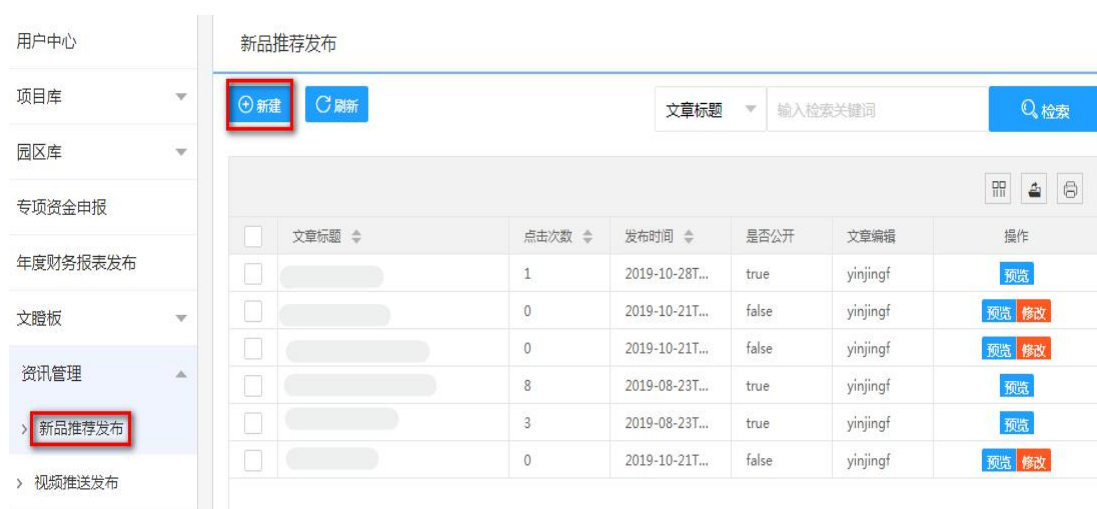 用户中心
项目库
园区库
专项资金申报
年度财务报表发布
文瞪板
资讯管理
新品推荐发布
视频推送发布
新品推荐发布
新建 刷新 文章标题 输入检索关键词 检索
文章标题 点击次数 发布时间 是否公开 文章编辑 操作
1 2019-10-28T... true yinjingf 预览
0 2019-10-21T... false yinjingf 预览 修改
0 2019-10-21T... false yinjingf 预览 修改
8 2019-08-23T... true yinjingf 预览
3 2019-08-23T... true yinjingf 预览
0 2019-10-21T... false yinjingf 预览 修改